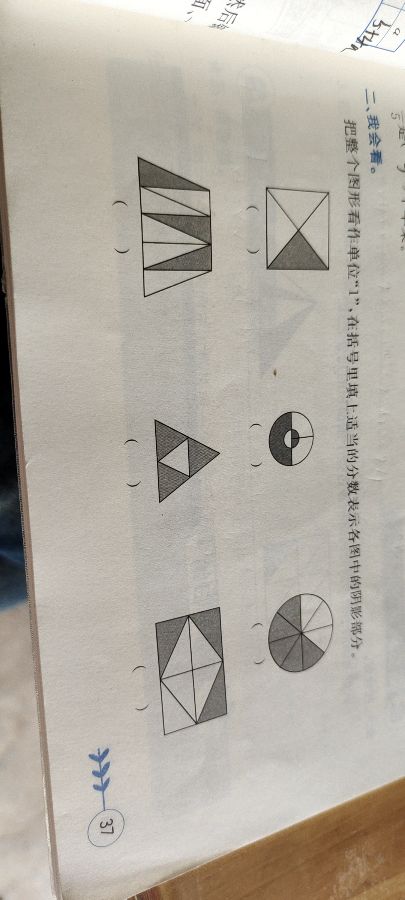 二、我会看。
把整个图形看作单位“1”，在括号里填上适当的分数表示各图中的阴影部分。
(　　) (　　) (　　)
(　　) (　　) (　　)
37